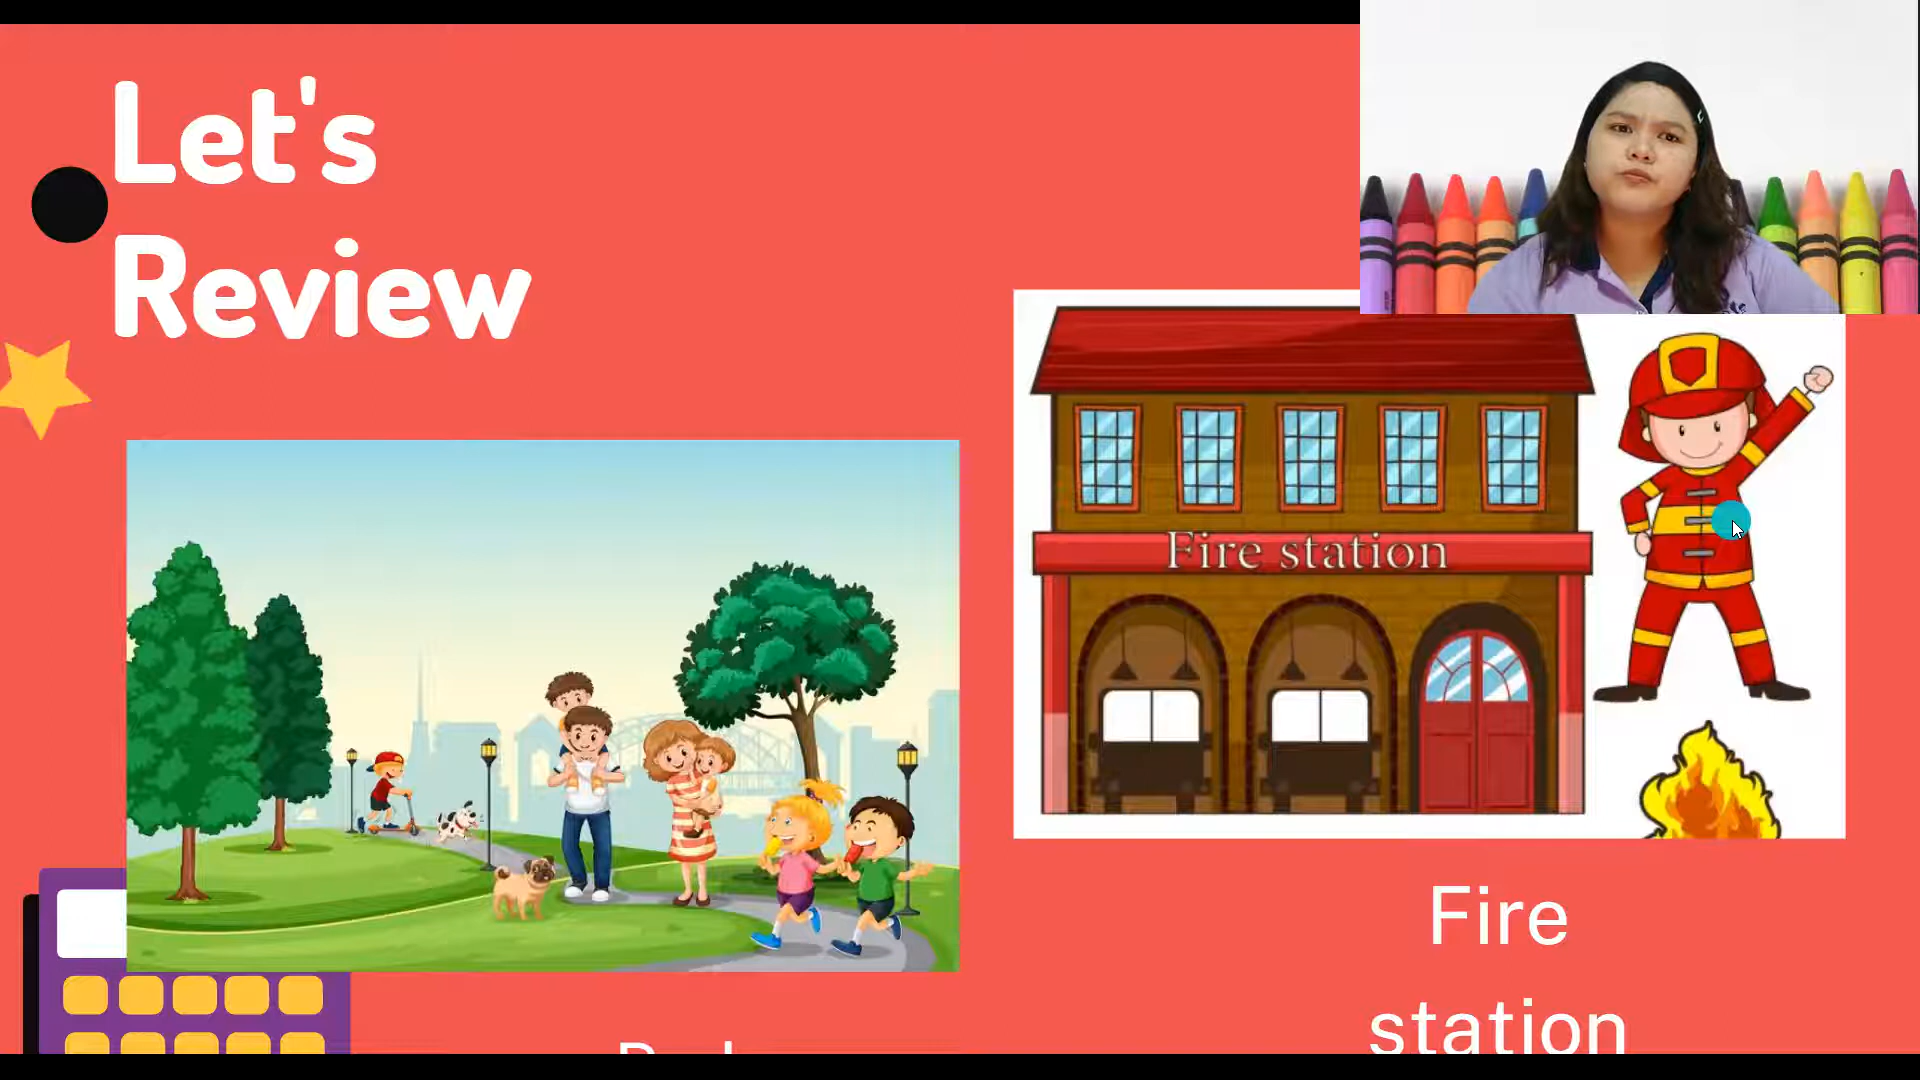 Let's
Review
Fire station
Fire
station